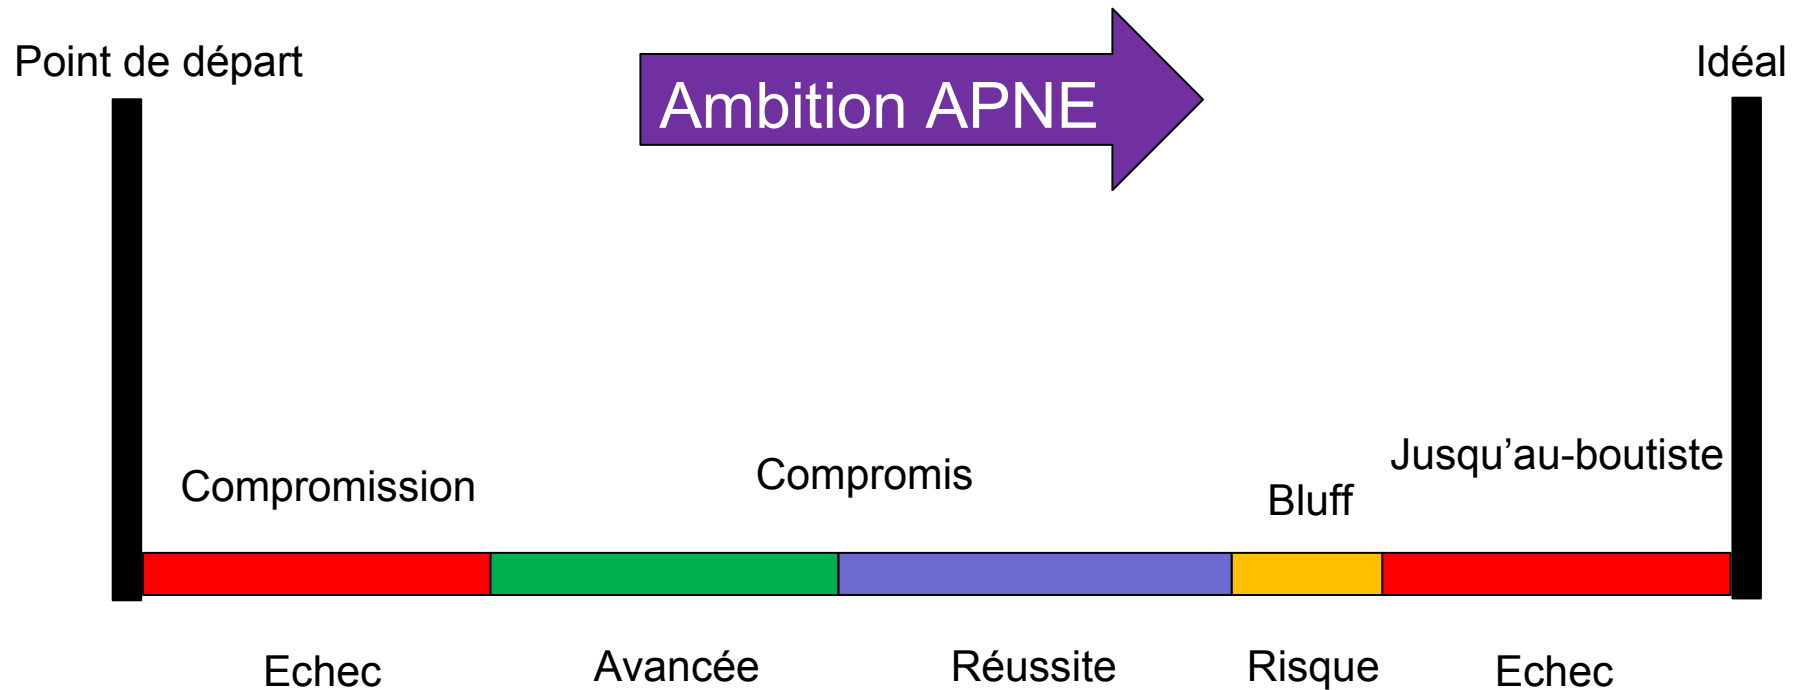 Point de départ
Ambition APNE
Idéal
Compromission
Compromis
Bluff
Jusqu’au-boutiste
Echec
Avancée
Réussite
Risque
Echec